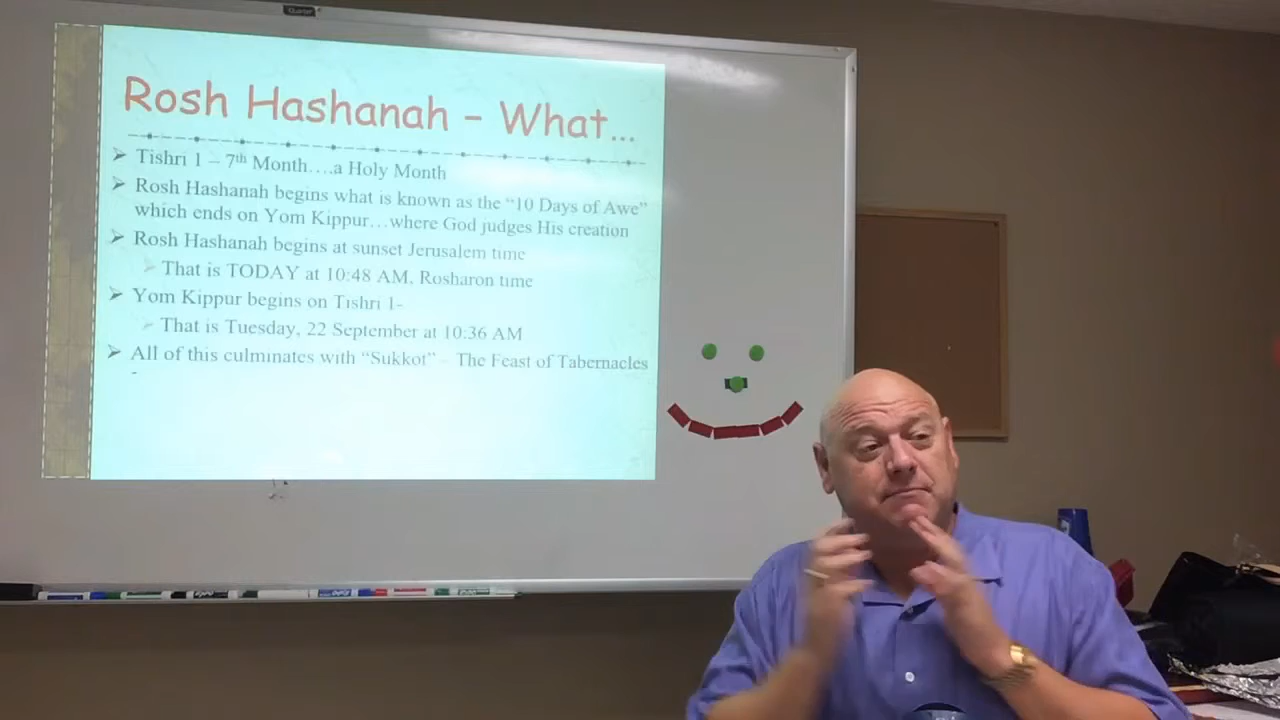 Quartet
Rosh Hashanah – What...
Tishri 1 – 7th Month....a Holy Month
Rosh Hashanah begins what is known as the “10 Days of Awe”
which ends on Yom Kippur…where God judges His creation
Rosh Hashanah begins at sunset Jerusalem time
That is TODAY at 10:48 AM, Rosharon time
Yom Kippur begins on Tishri 1-
That is Tuesday, 22 September at 10:36 AM
All of this culminates with “Sukkot” – The Feast of Tabernacles
-
EXPO